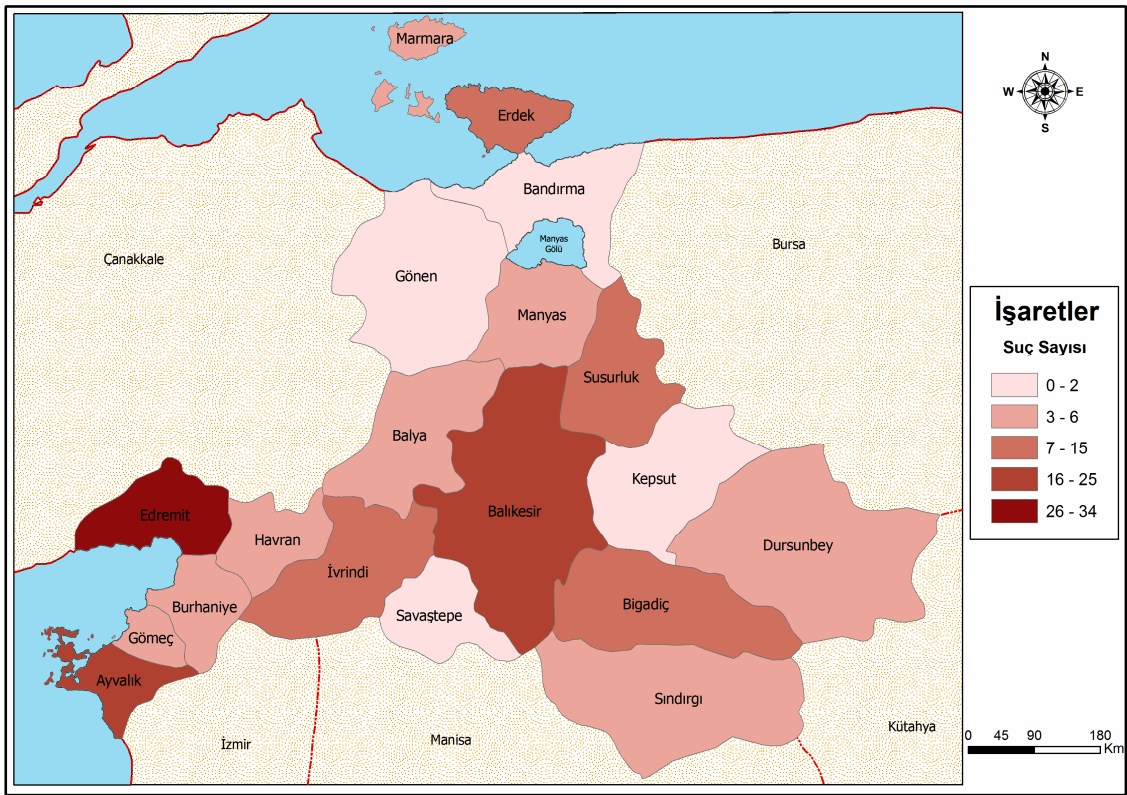 Marmara
Erdek
Bandırma
Manyas
Gölü
Çanakkale
Bursa
Gönen
Manyas
Susurluk
Balya
Kepsut
Balıkesir
Edremit
Havran
Dursunbey
İvrindi
Burhaniye
Savaştepe
Bigadiç
Gömeç
Ayvalık
Sındırgı
İzmir
Manisa
Kütahya
N
W E
S
İşaretler
Suç Sayısı
0 - 2
3 - 6
7 - 15
16 - 25
26 - 34
0 45 90 180
Km